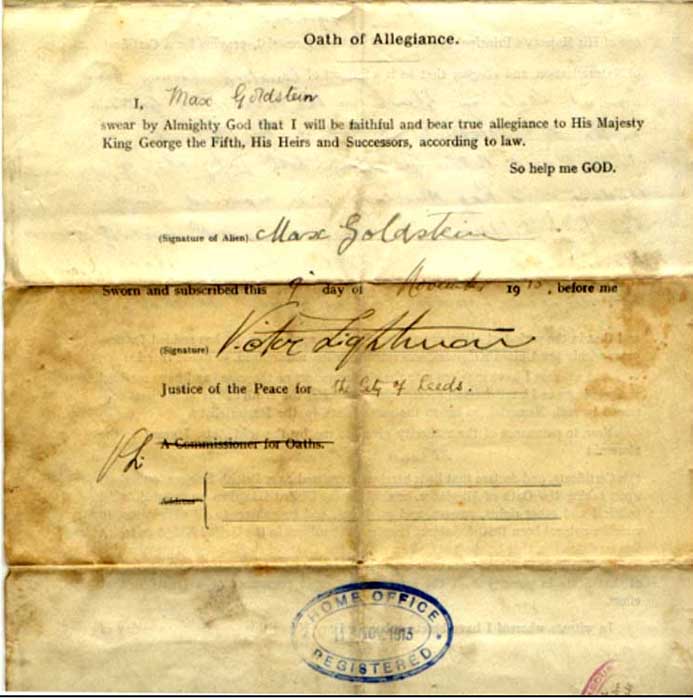 Oath of Allegiance.
I, Max Goldstein
swear by Almighty God that I will be faithful and bear true allegiance to His Majesty
King George the Fifth, His Heirs and Successors, according to law.
So help me GOD.
(Signature of Alien) Max Goldstein
Sworn and subscribed this 9 day of November 1913, before me
(Signature) Victor Lightman
Justice of the Peace for the City of Leeds.
A Commissioner for Oaths.
Address
HOME OFFICE
NOV. 1913
REGISTERED